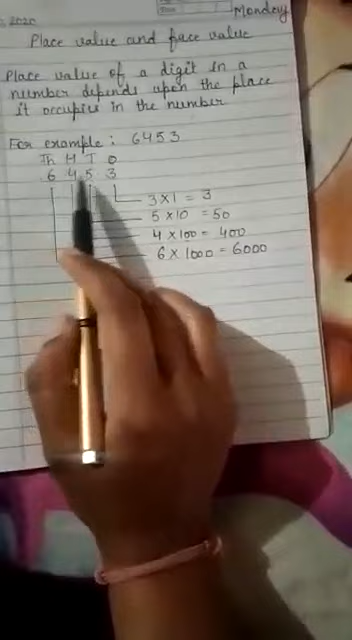 2020
Date
Monday
Place value and face value
Place value of a digit in a
number depends upon the place
it occupies in the number
For example : 6453
Th H T O
6 4 5 3
3 × 1 = 3
5 × 10 = 50
4 × 100 = 400
6 × 1000 = 6000